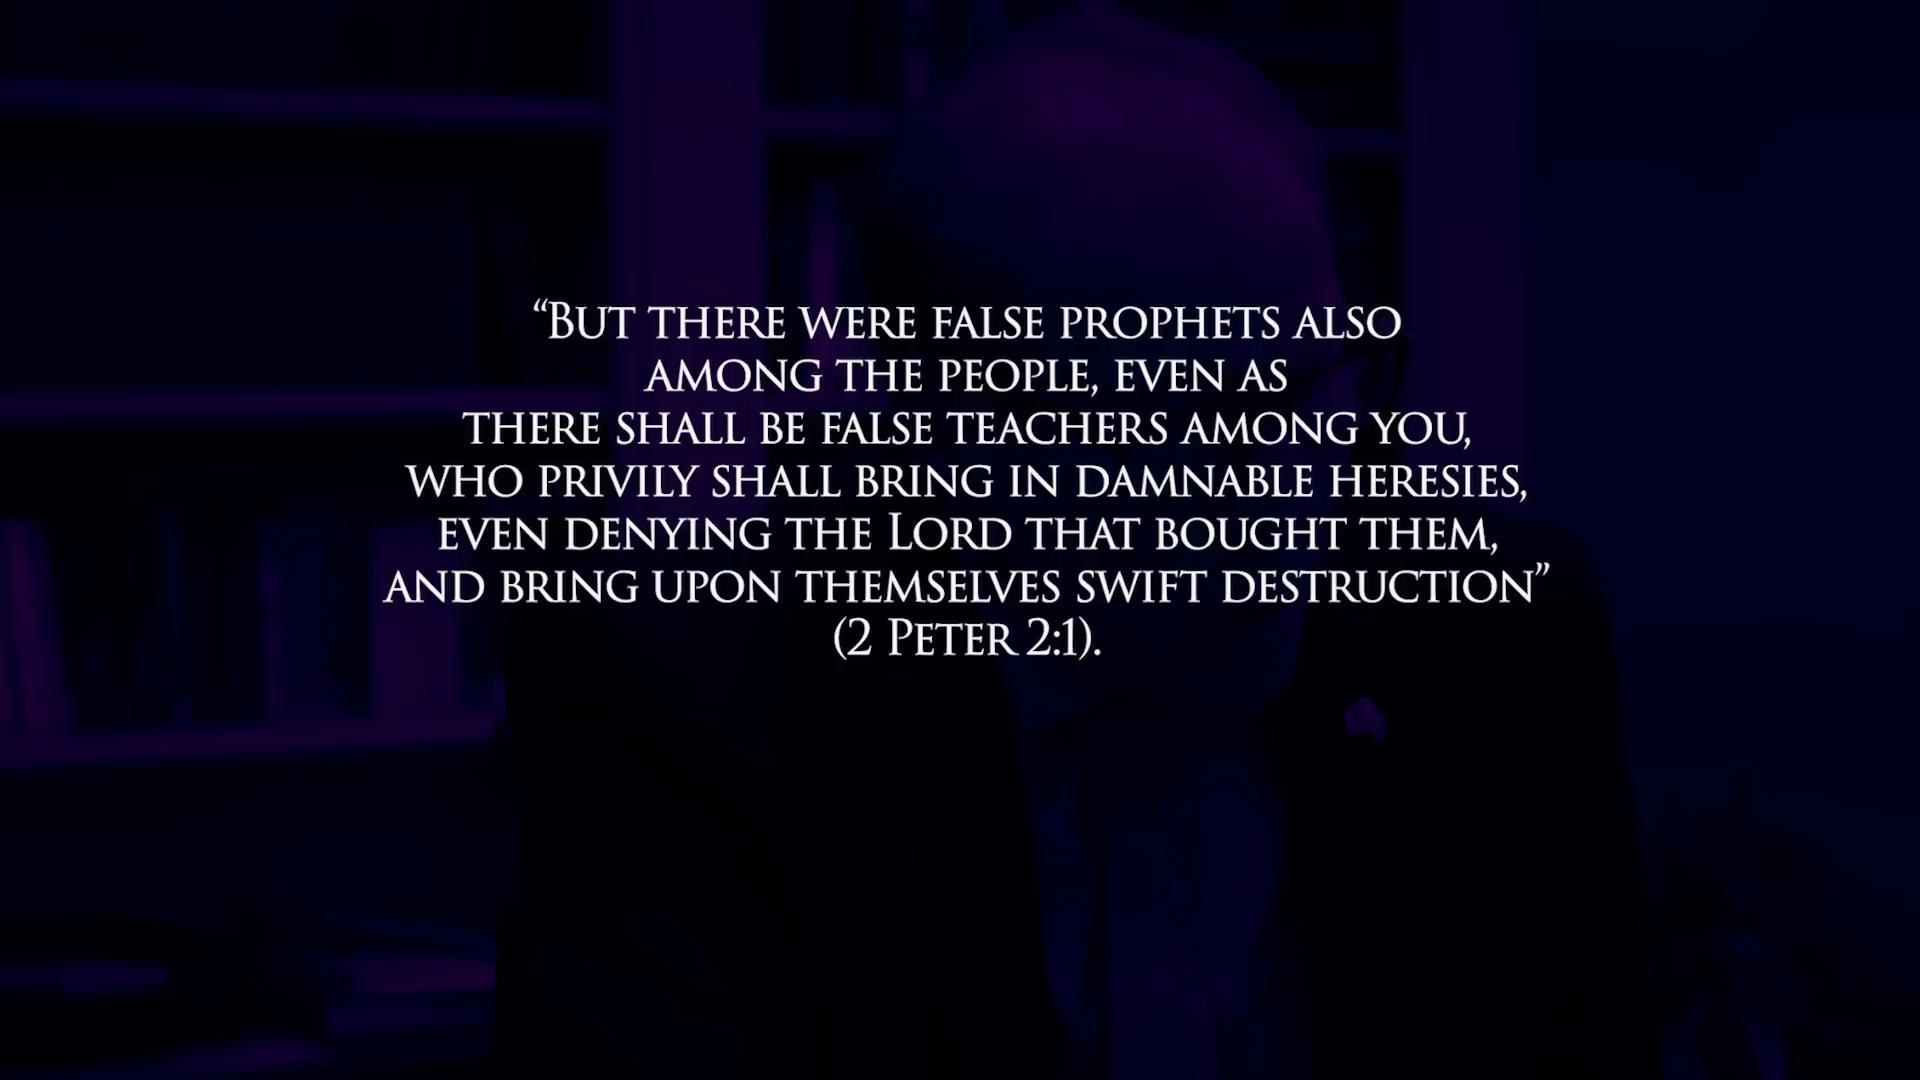 “But there were false prophets also
among the people, even as
there shall be false teachers among you,
who privily shall bring in damnable heresies,
even denying the Lord that bought them,
and bring upon themselves swift destruction”
(2 Peter 2:1).